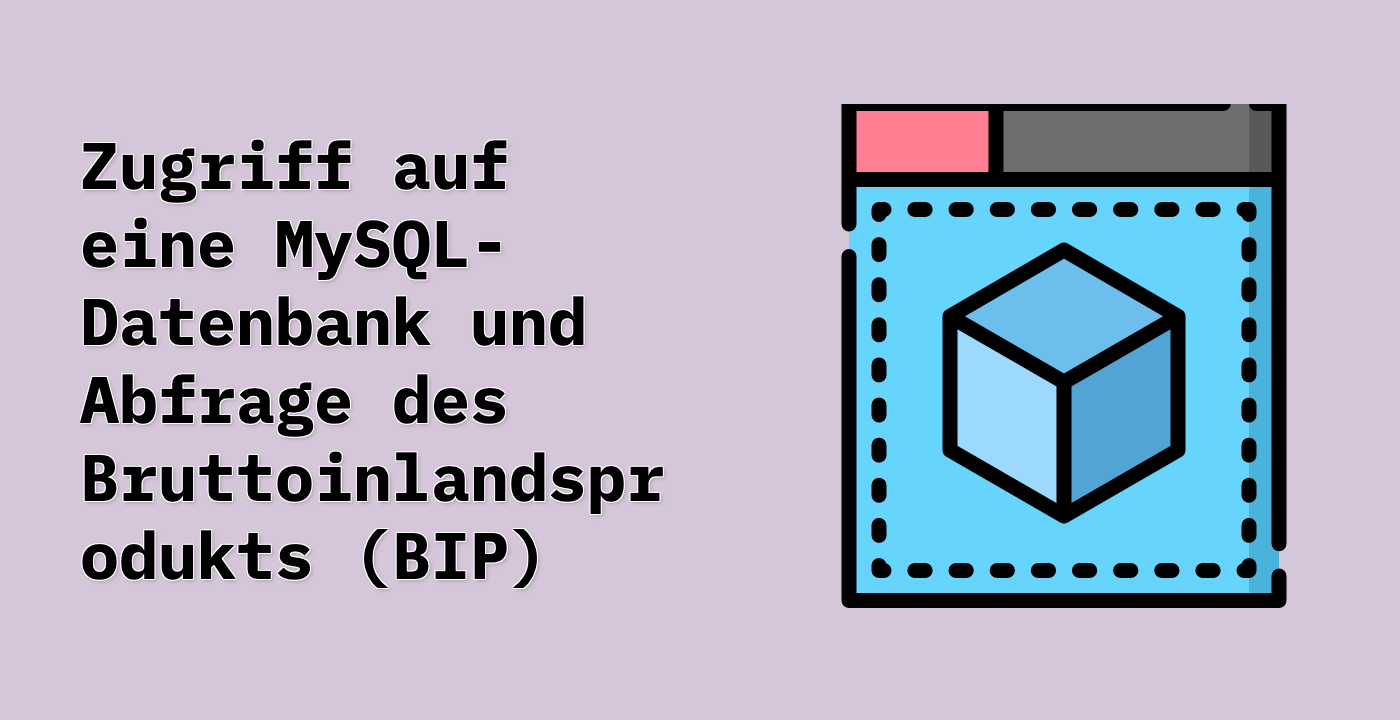 Zugriff auf
eine MySQL-
Datenbank und
Abfrage des
Bruttoinlandspr
odukts (BIP)